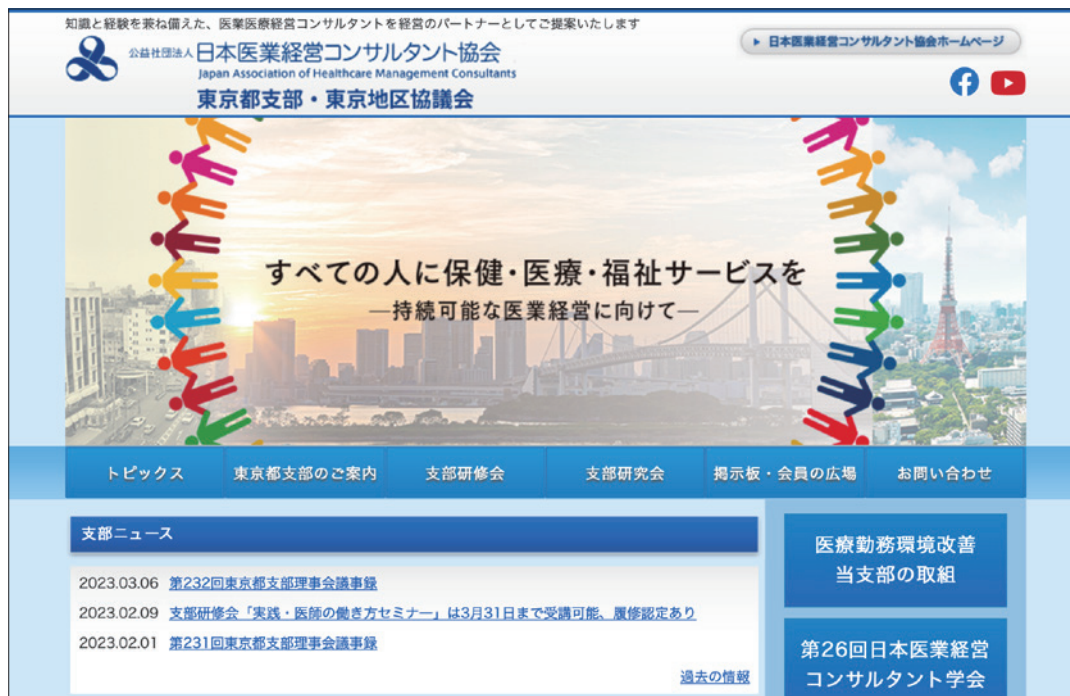 知識と経験を兼ね備えた、医業医療経営コンサルタントを経営のパートナーとしてご提案いたします
公益社団法人 日本医業経営コンサルタント協会
Japan Association of Healthcare Management Consultants
東京都支部・東京地区協議会
日本医業経営コンサルタント協会ホームページ
すべての人に保健・医療・福祉サービスを
―持続可能な医業経営に向けて―
トピックス 東京都支部のご案内 支部研修会 支部研究会 掲示板・会員の広場 お問い合わせ
支部ニュース
2023.03.06 第232回東京都支部理事会議事録
2023.02.09 支部研修会「実践・医師の働き方セミナー」は3月31日まで受講可能、履修認定あり
2023.02.01 第231回東京都支部理事会議事録
過去の情報
医療勤務環境改善
当支部の取組
第26回日本医業経営
コンサルタント学会